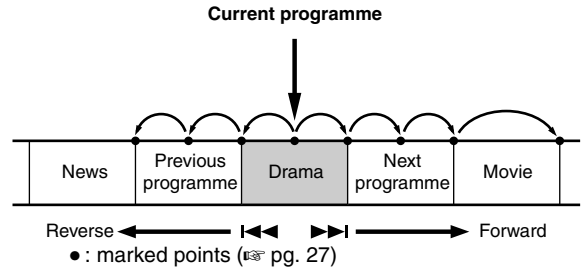 Current programme
News
Previous
programme
Drama
Next
programme
Movie
Reverse
Forward
● : marked points (☞ pg. 27)